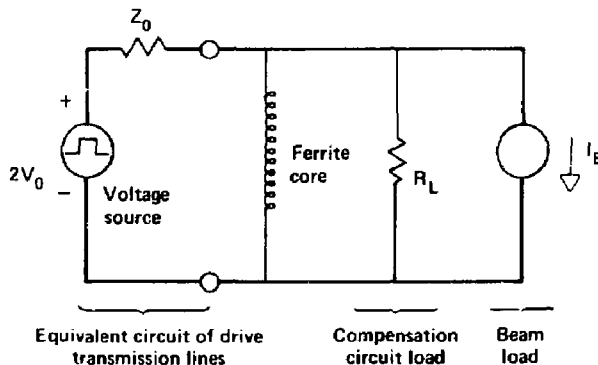 Z0
+
2V0
−
Voltage
source
Ferrite
core
RL
IB
Equivalent circuit of drive
transmission lines
Compensation
circuit load
Beam
load